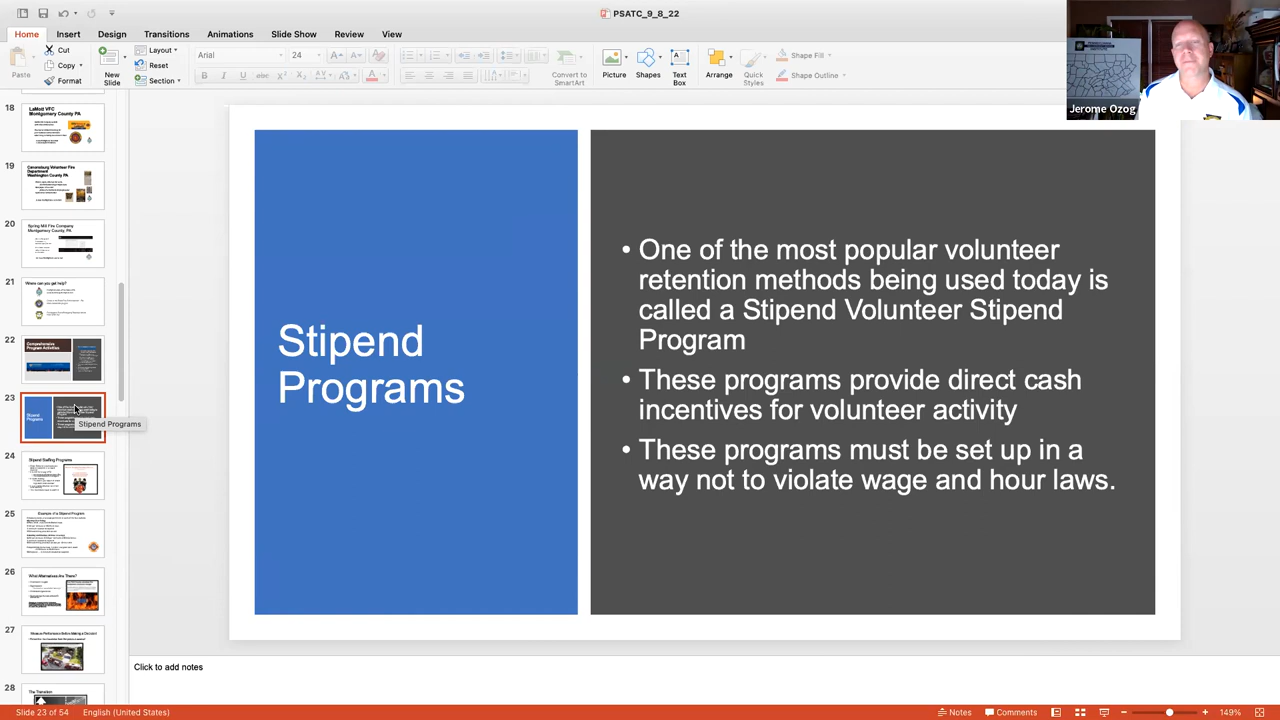 PSATC_9_8_22
Home Insert Design Transitions Animations Slide Show Review View
Paste
Cut
Copy
Format
New Slide
Layout
Reset
Section
Arial
24
Convert to SmartArt
Picture
Shapes
Text Box
Arrange
Quick Styles
Shape Fill
Shape Outline
Jerome Ozog
18
LaMott VFC
Montgomery County PA
19
Canonsburg Volunteer Fire
Department
Washington County PA
20
Spring Mill Fire Company
Montgomery County, PA
21
Where can you get help?
22
Comprehensive
Program Activities
23
Stipend
Programs
Stipend Programs
24
Stipend Staffing Programs
25
Example of a Stipend Program
26
What Alternatives Are There?
27
Measure Performance Before Making a Decision!
28
The Transition
Stipend
Programs
• One of the most popular volunteer
retention methods being used today is
called a Stipend Volunteer Stipend
Program
• These programs provide direct cash
incentives for volunteer activity
• These programs must be set up in a
way not to violate wage and hour laws.
Click to add notes
Slide 23 of 54 English (United States)
Notes Comments 149%